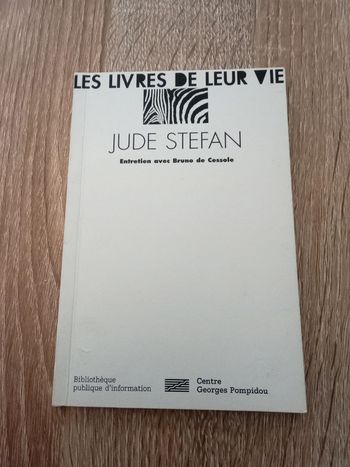 LES LIVRES DE LEUR VIE
JUDE STEFAN
Entretien avec Bruno de Cessole
Bibliothèque
publique d'information
Centre
Georges Pompidou